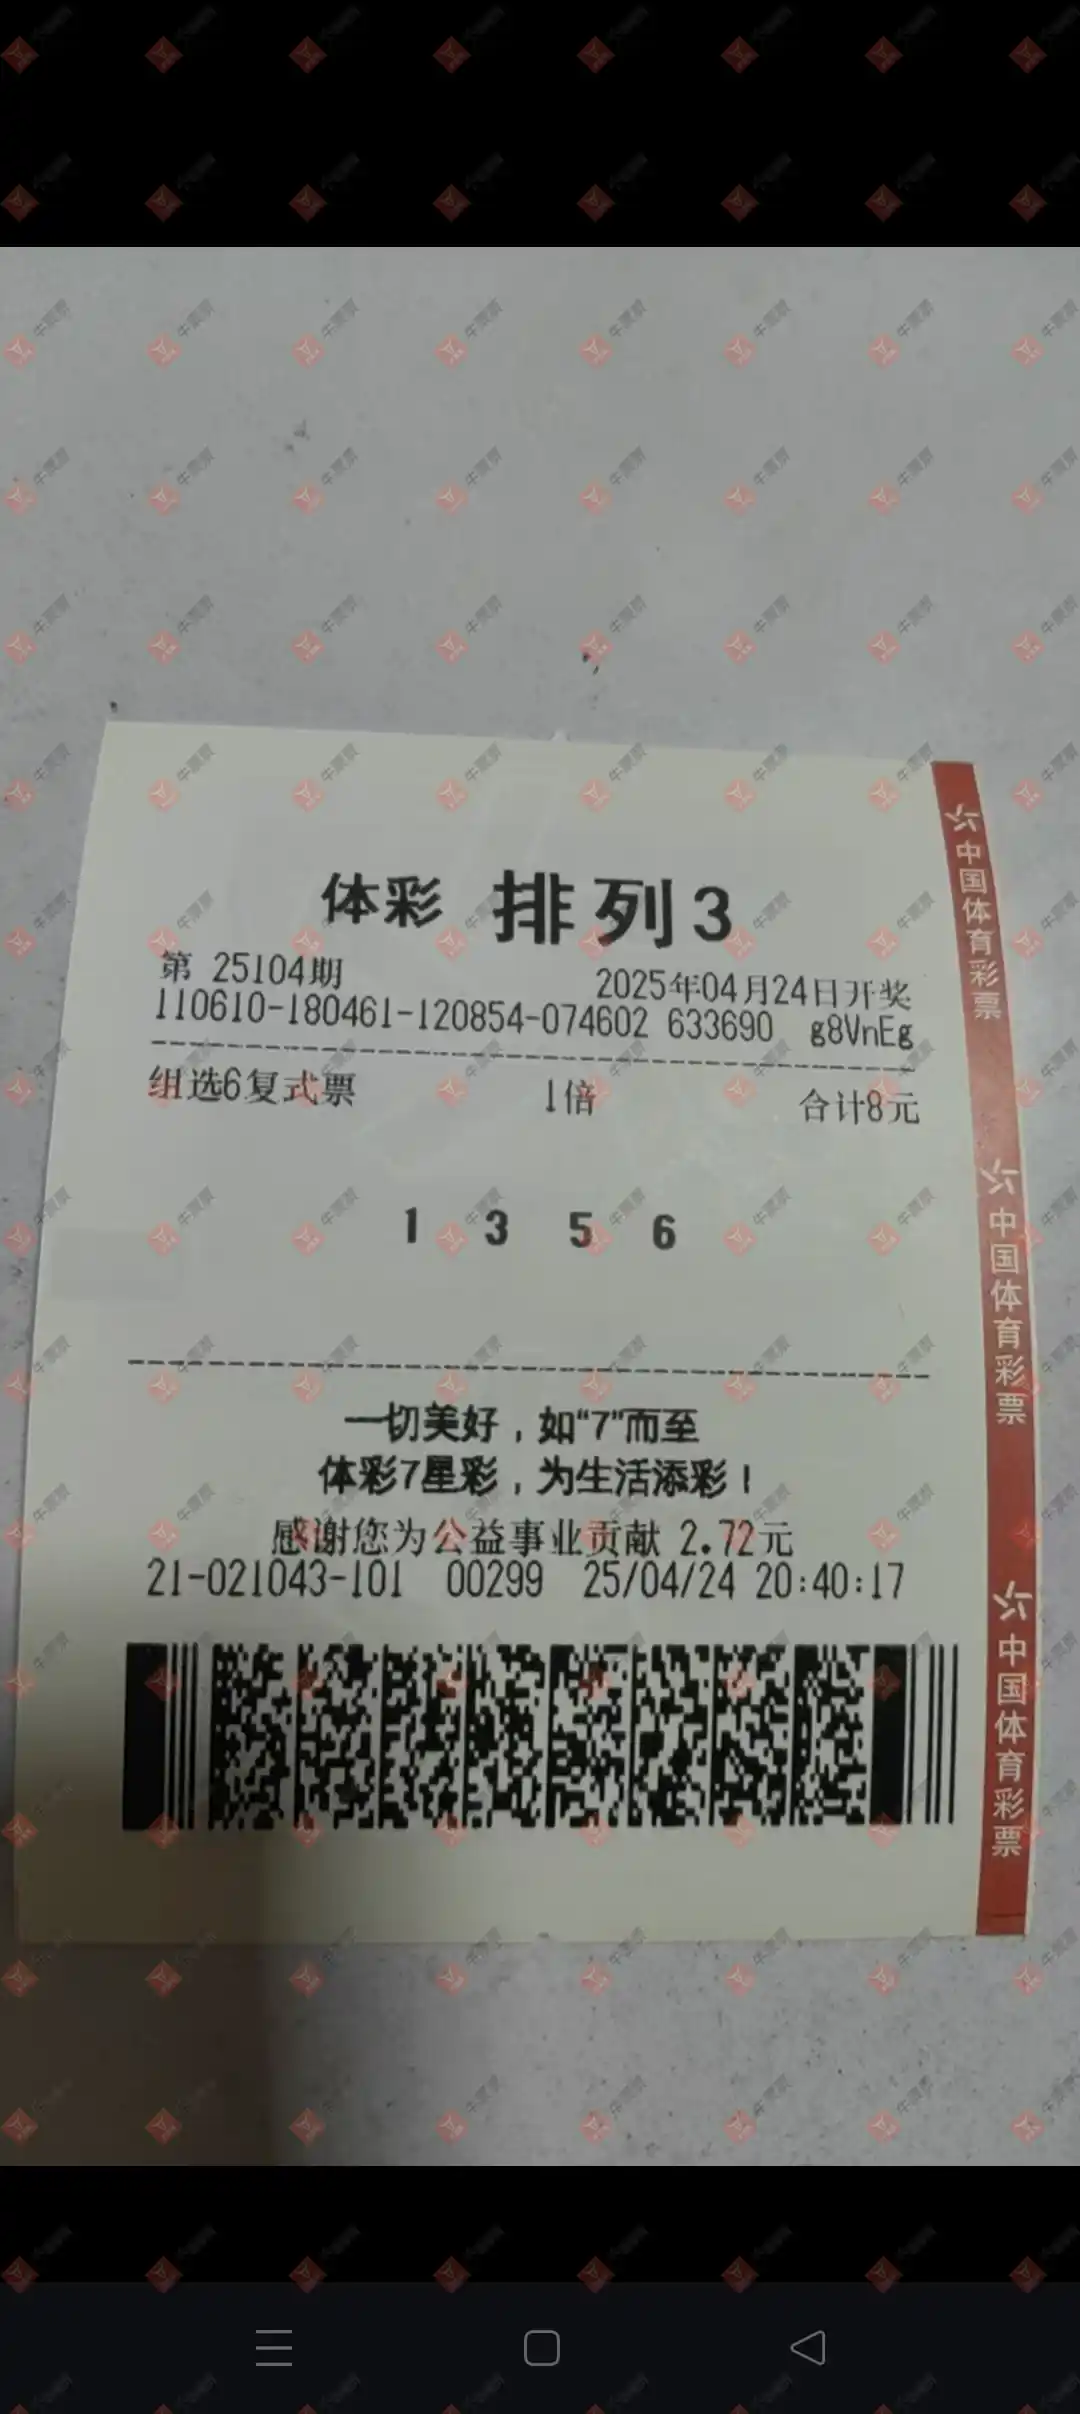 体彩 排列3
第 25104期 2025年04月24日开奖
110610-180461-120854-074602 633690 g8VnEg
组选6复式票 1倍 合计8元
1 3 5 6
一切美好，如“7”而至
体彩7星彩，为生活添彩！
感谢您为公益事业贡献 2.72元
21-021043-101 00299 25/04/24 20:40:17
中国体育彩票
中国体育彩票
中国体育彩票